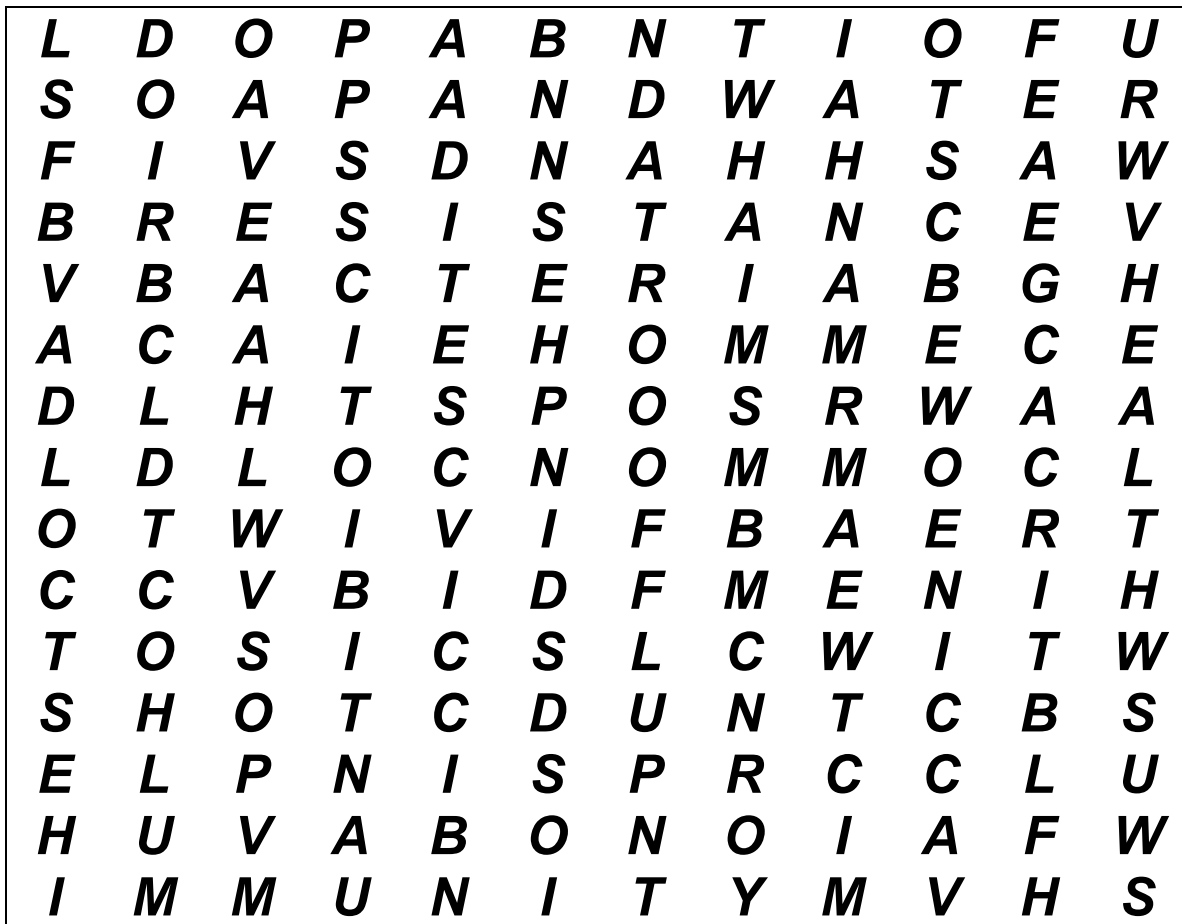 L D O P A B N T I O F U
S O A P A N D W A T E R
F I V S D N A H H S A W
B R E S I S T A N C E V
V B A C T E R I A B G H
A C A I E H O M M E C E
D L H T S P O S R W A A
L D L O C N O M M O C L
O T W I V I F B A E R T
C C V B I D F M E N I H
T O S I C S L C W I T W
S H O T C D U N T C B S
E L P N I S P R C C L U
H U V A B O N O I A F W
I M M U N I T Y M V H S